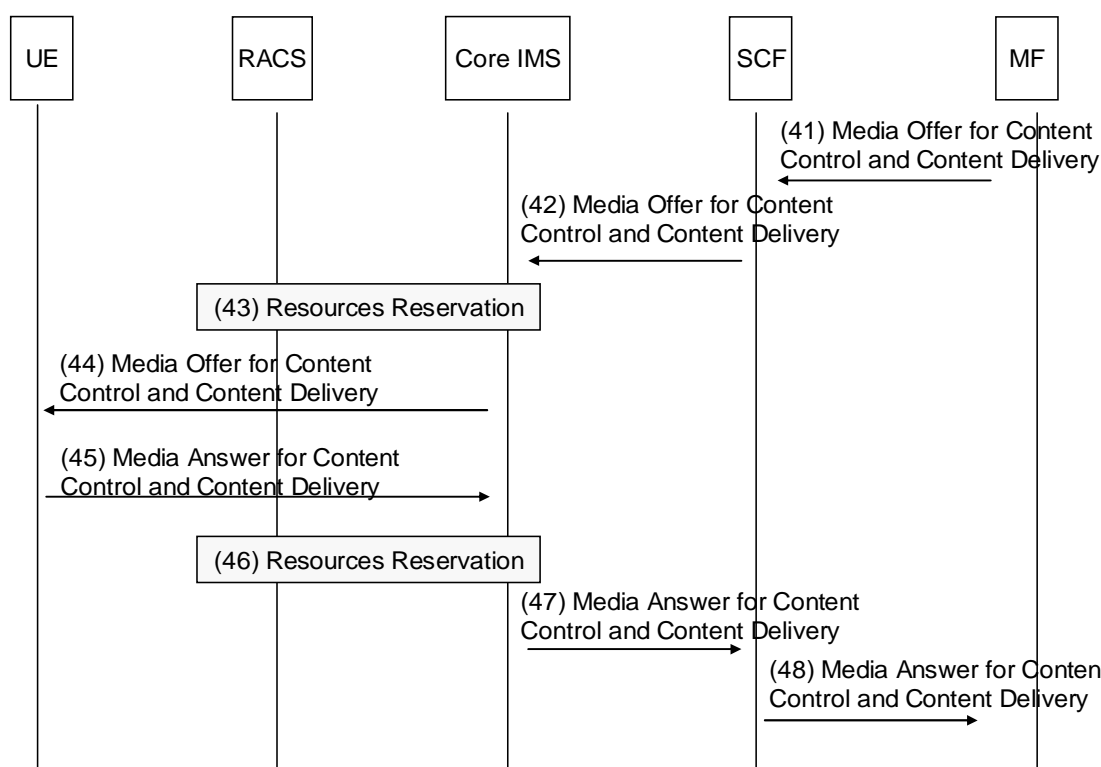 UE
RACS
Core IMS
SCF
MF
(41) Media Offer for Content
Control and Content Delivery
(42) Media Offer for Content
Control and Content Delivery
(43) Resources Reservation
(44) Media Offer for Content
Control and Content Delivery
(45) Media Answer for Content
Control and Content Delivery
(46) Resources Reservation
(47) Media Answer for Content
Control and Content Delivery
(48) Media Answer for Conten
Control and Content Delivery